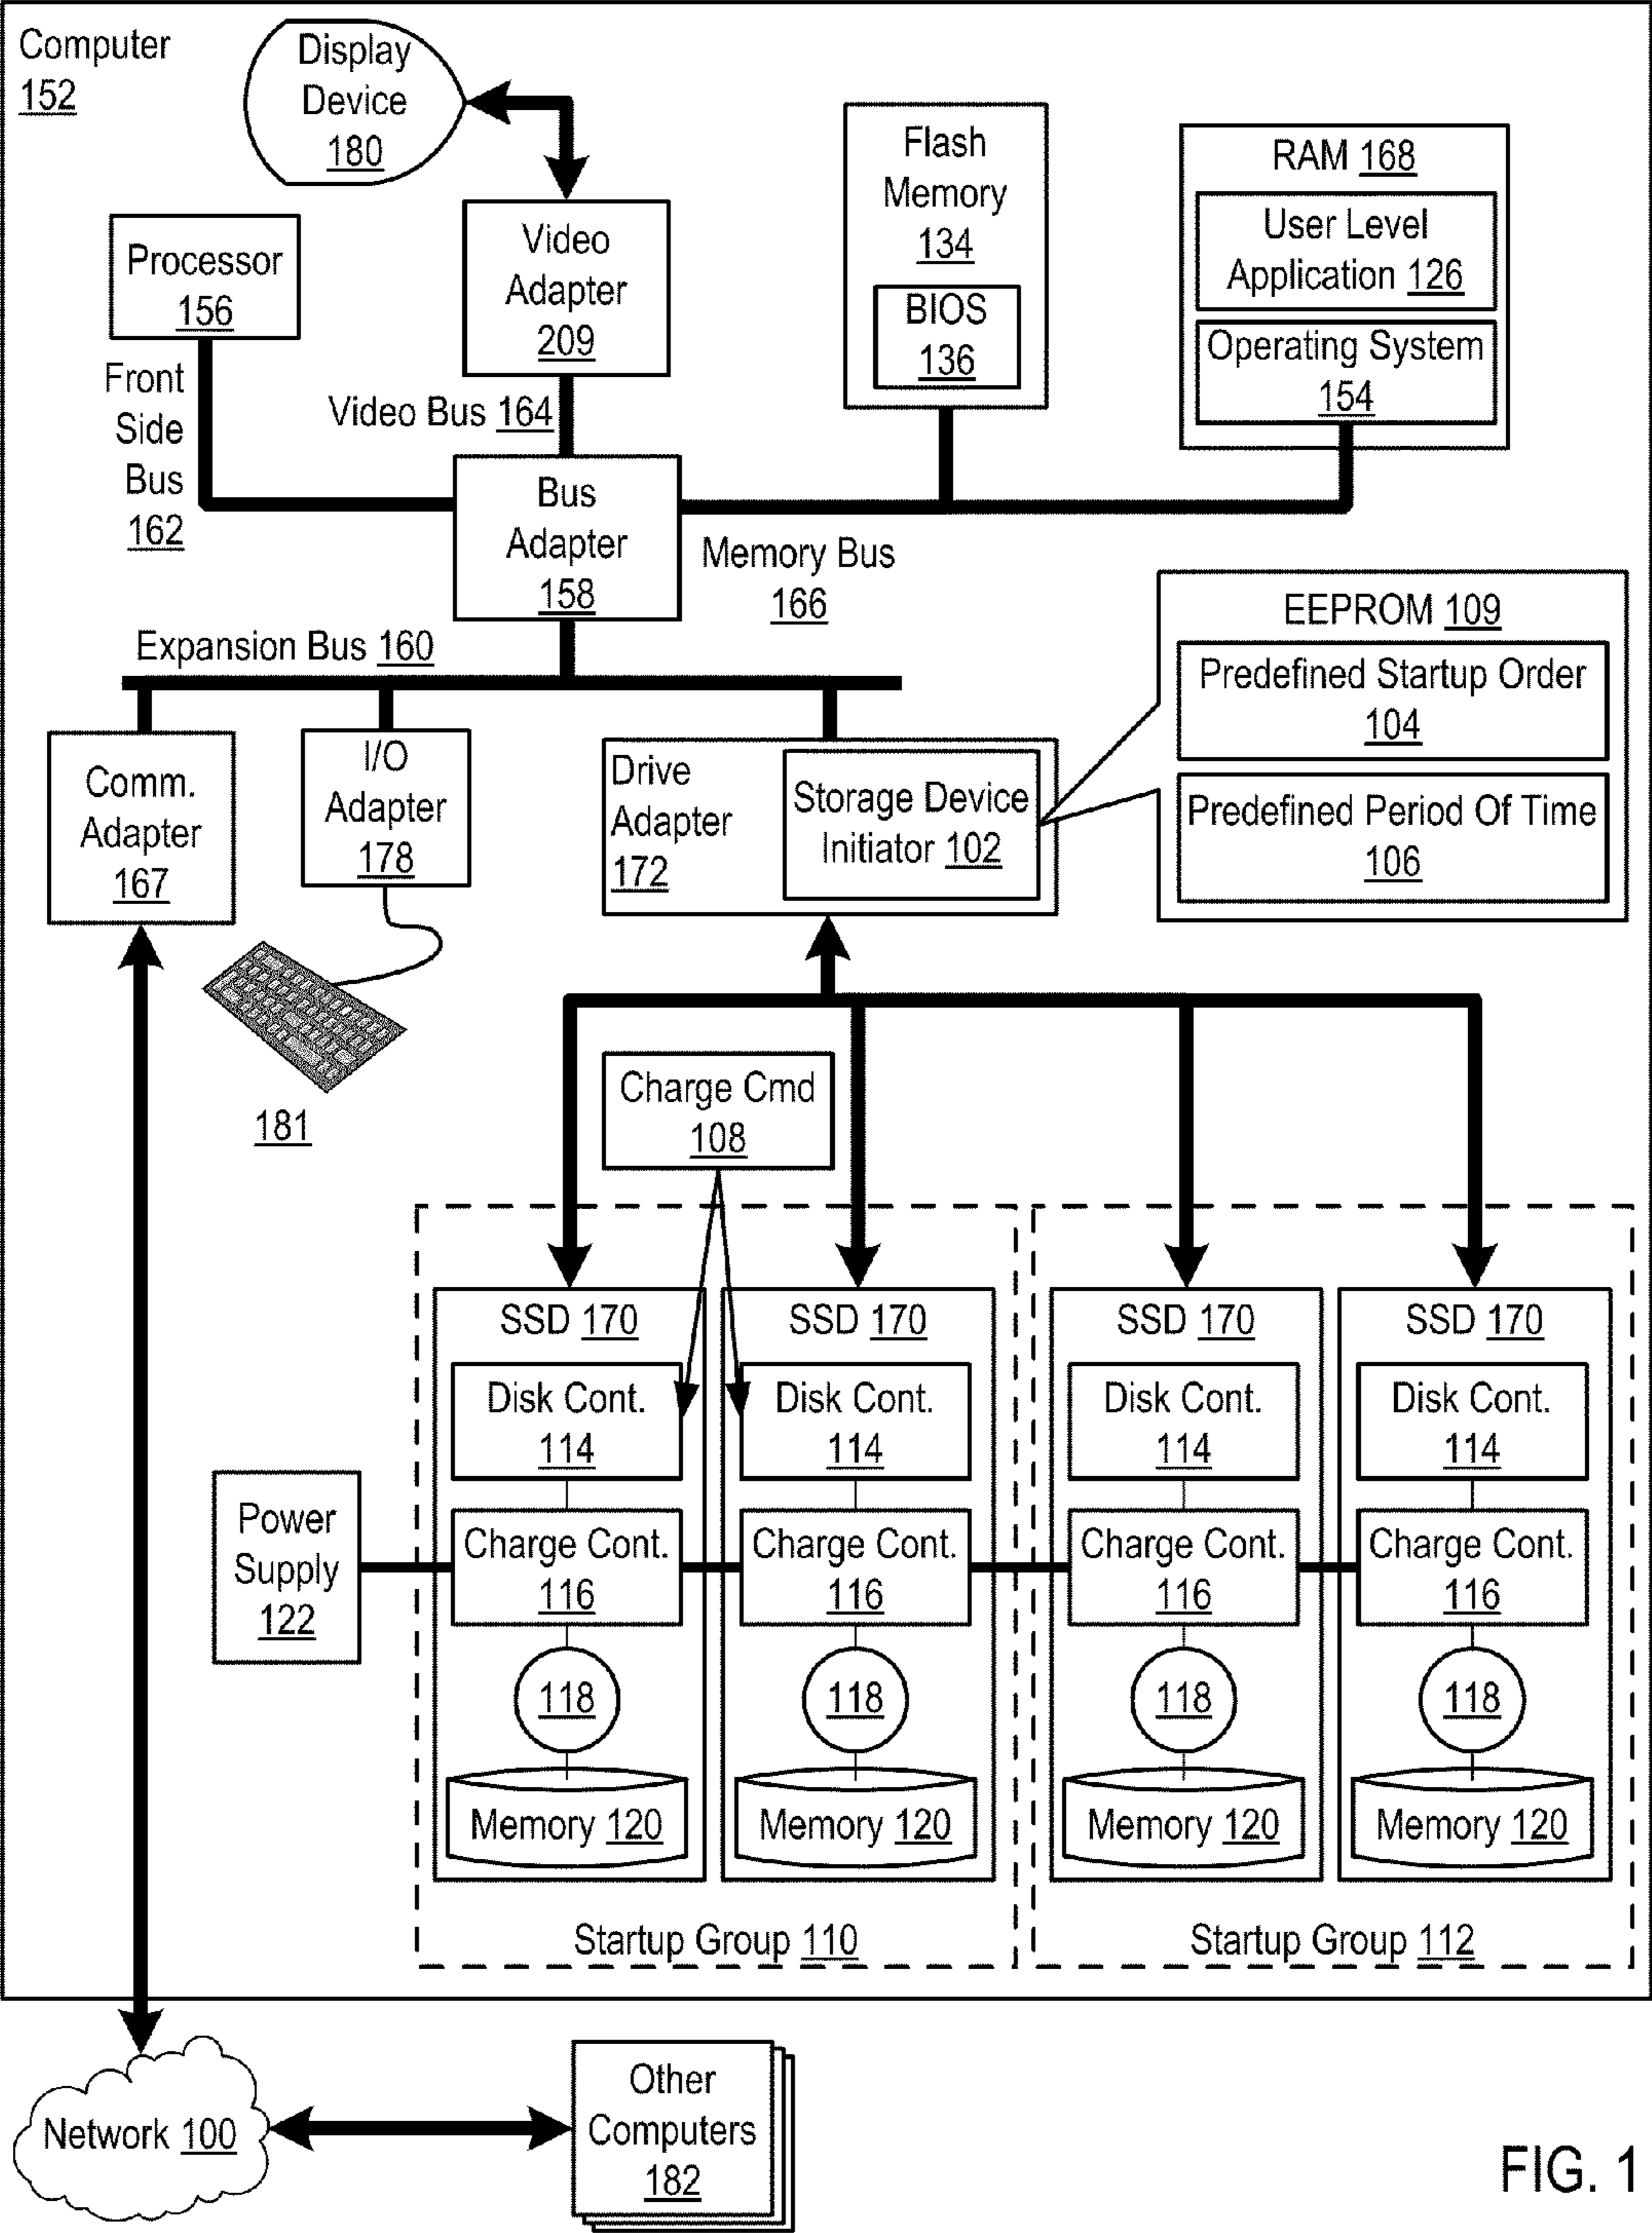 Computer
152
Display
Device
180
Processor
156
Video
Adapter
209
Flash
Memory
134
BIOS
136
RAM 168
User Level
Application 126
Operating System
154
Front
Side
Bus
162
Video Bus 164
Bus
Adapter
158
Memory Bus
166
Expansion Bus 160
EEPROM 109
Predefined Startup Order
104
Predefined Period Of Time
106
Comm.
Adapter
167
I/O
Adapter
178
Drive
Adapter
172
Storage Device
Initiator 102
181
Charge Cmd
108
SSD 170
Disk Cont.
114
Charge Cont.
116
118
Memory 120
SSD 170
Disk Cont.
114
Charge Cont.
116
118
Memory 120
SSD 170
Disk Cont.
114
Charge Cont.
116
118
Memory 120
SSD 170
Disk Cont.
114
Charge Cont.
116
118
Memory 120
Power
Supply
122
Startup Group 110
Startup Group 112
Network 100
Other
Computers
182
FIG. 1